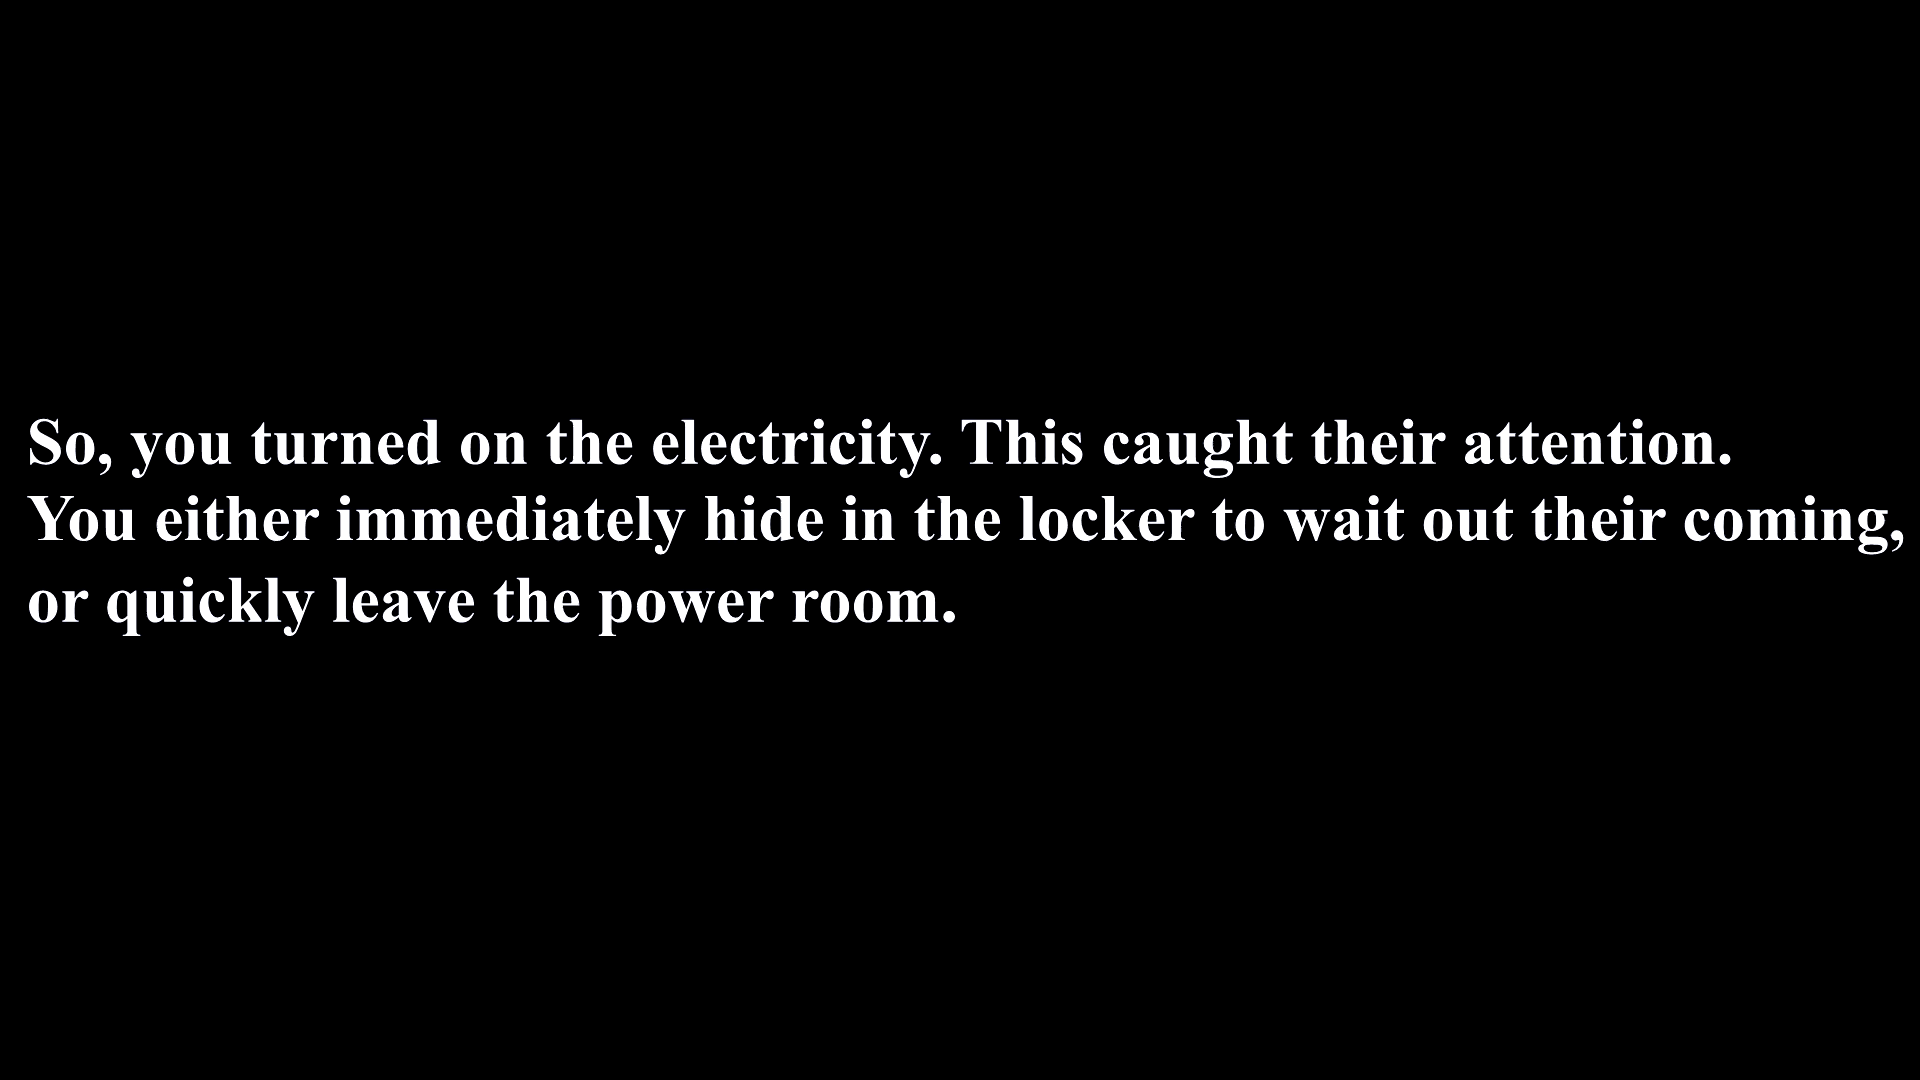 So, you turned on the electricity. This caught their attention.
You either immediately hide in the locker to wait out their coming,
or quickly leave the power room.